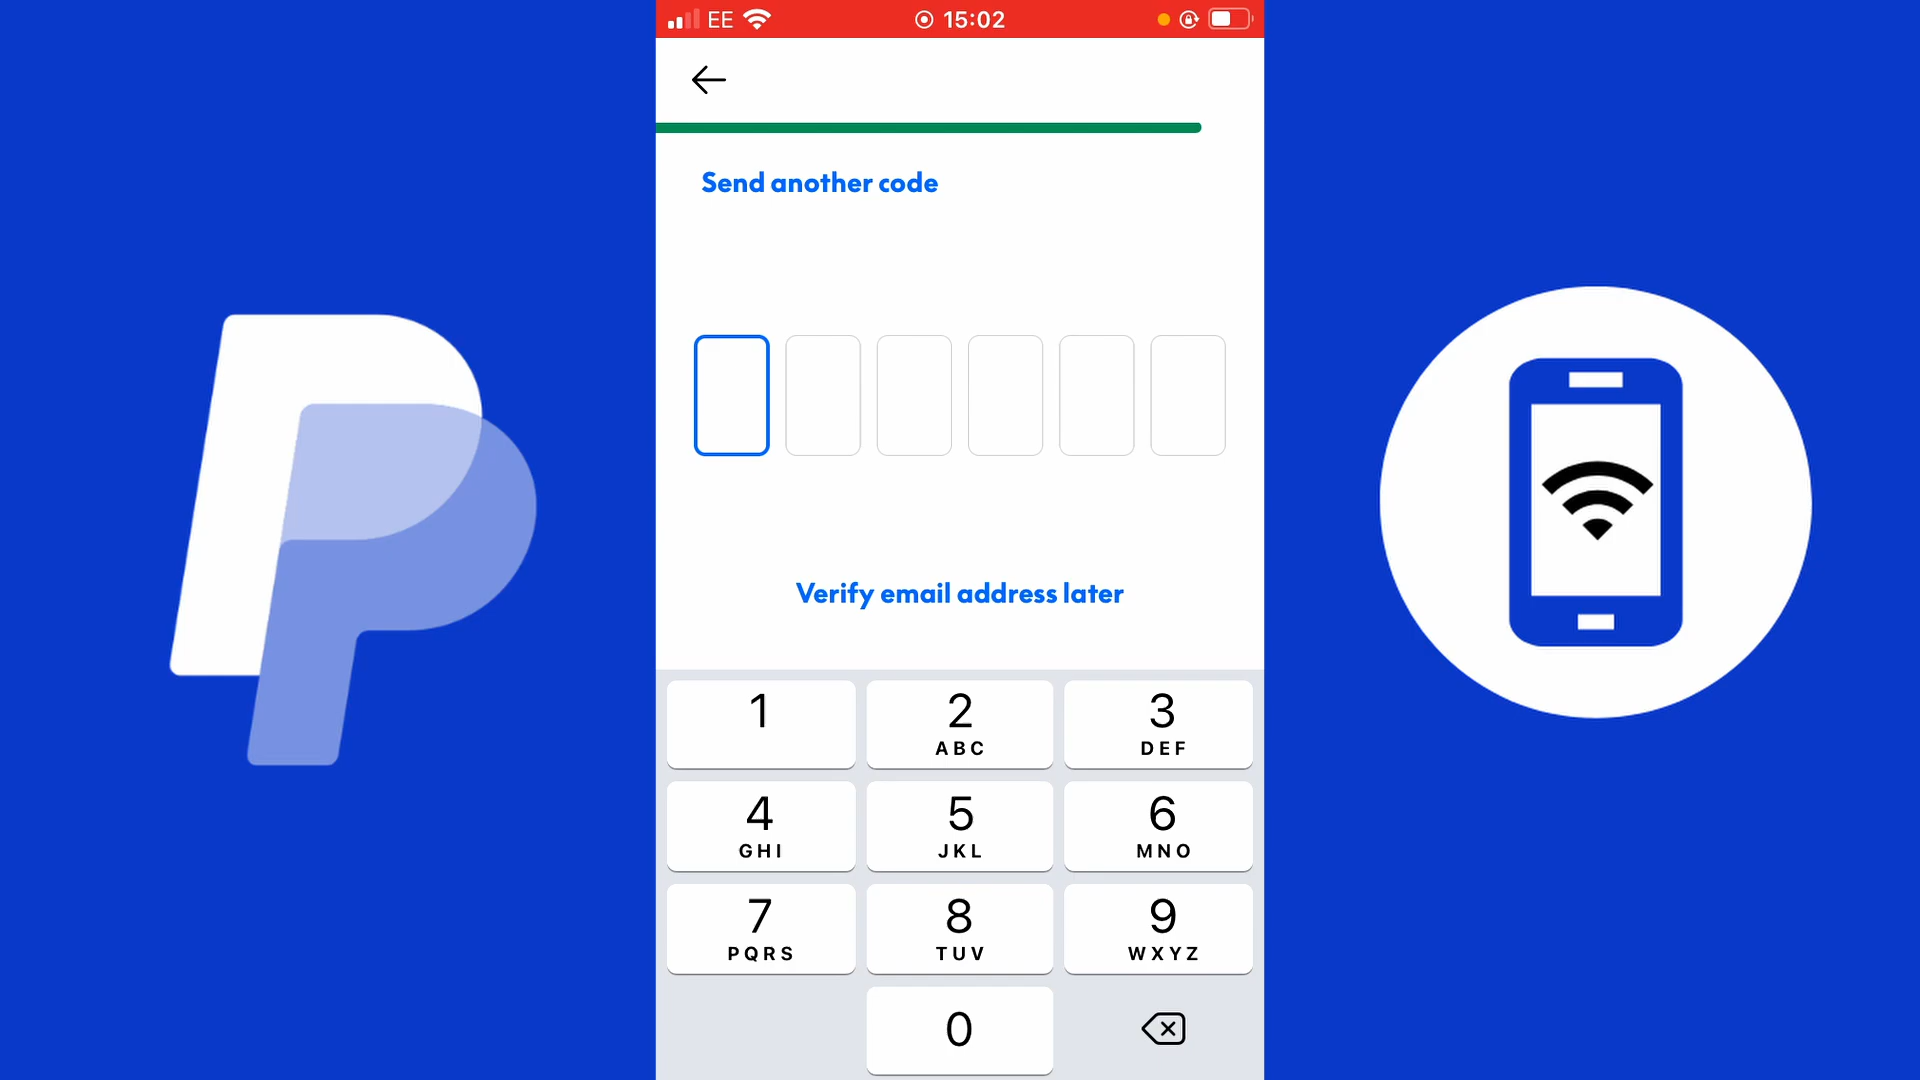 EE 15:02
Send another code
Verify email address later
1 2 3
ABC DEF
4 5 6
GHI JKL MNO
7 8 9
PQRS TUV WXYZ
0